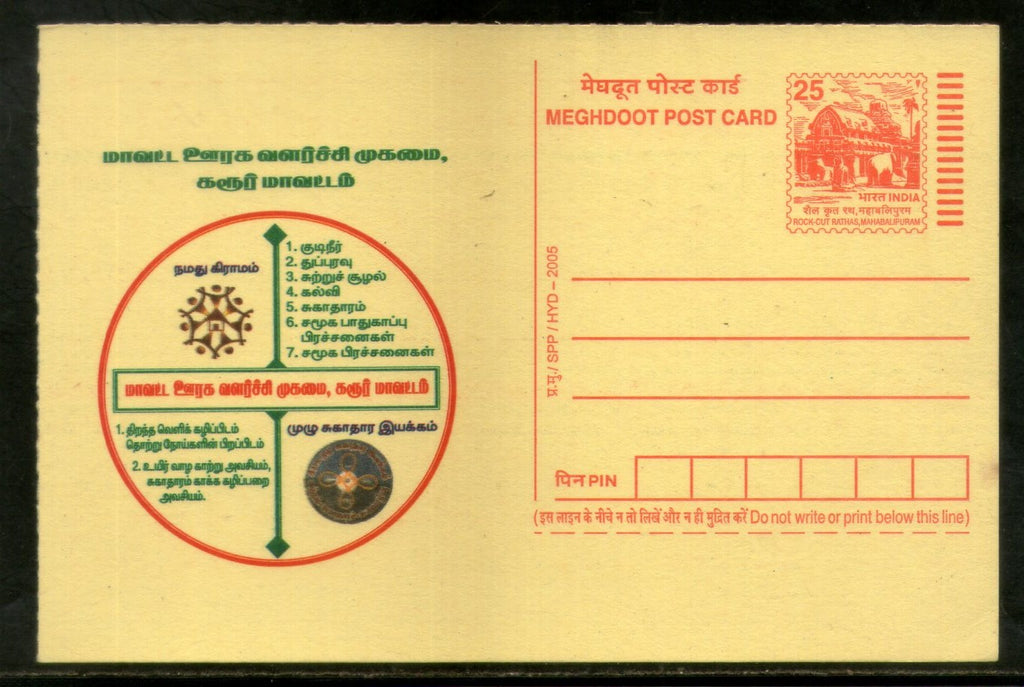 மாவட்ட ஊரக வளர்ச்சி முகமை,
கரூர் மாவட்டம்
நமது கிராமம்
1. குடிநீர்
2. துப்புரவு
3. சுற்றுச் சூழல்
4. கல்வி
5. சுகாதாரம்
6. சமூக பாதுகாப்பு
பிரச்சனைகள்
7. சமூக பிரச்சனைகள்
மாவட்ட ஊரக வளர்ச்சி முகமை, கரூர் மாவட்டம்
1. திறந்த வெளிக் கழிப்பிடம்
தொற்று நோய்களின் பிறப்பிடம்
2. உயிர் வாழ காற்று அவசியம்,
சுகாதாரம் காக்க கழிப்பறை
அவசியம்.
முழு சுகாதார இயக்கம்
मेघदूत पोस्ट कार्ड
MEGHDOOT POST CARD
25
भारत INDIA
शैल कृत रथ, महाबलिपुरम
ROCK-CUT RATHAS, MAHABALIPURAM
प्र.मु./ SPP / HYD – 2005
पिन PIN
(इस लाइन के नीचे न तो लिखें और न ही मुद्रित करें Do not write or print below this line)